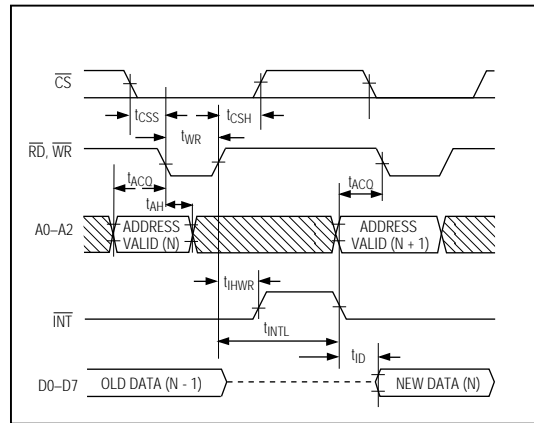 CS
tCSS
tCSH
tWR
RD, WR
tACQ
tACQ
tAH
A0–A2
ADDRESS
VALID (N)
ADDRESS
VALID (N + 1)
tIHWR
INT
tINTL
tID
D0–D7
OLD DATA (N - 1)
NEW DATA (N)